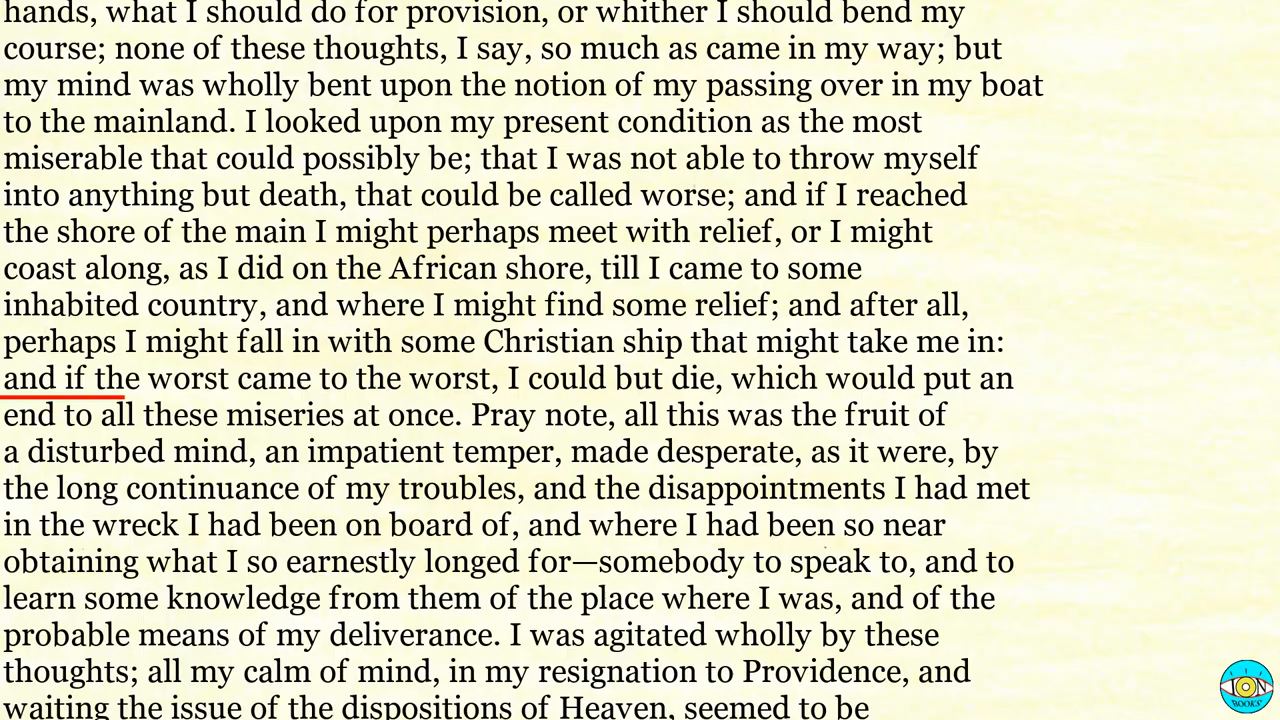 hands, what I should do for provision, or whither I should bend my
course; none of these thoughts, I say, so much as came in my way; but
my mind was wholly bent upon the notion of my passing over in my boat
to the mainland. I looked upon my present condition as the most
miserable that could possibly be; that I was not able to throw myself
into anything but death, that could be called worse; and if I reached
the shore of the main I might perhaps meet with relief, or I might
coast along, as I did on the African shore, till I came to some
inhabited country, and where I might find some relief; and after all,
perhaps I might fall in with some Christian ship that might take me in:
and if the worst came to the worst, I could but die, which would put an
end to all these miseries at once. Pray note, all this was the fruit of
a disturbed mind, an impatient temper, made desperate, as it were, by
the long continuance of my troubles, and the disappointments I had met
in the wreck I had been on board of, and where I had been so near
obtaining what I so earnestly longed for—somebody to speak to, and to
learn some knowledge from them of the place where I was, and of the
probable means of my deliverance. I was agitated wholly by these
thoughts; all my calm of mind, in my resignation to Providence, and
waiting the issue of the dispositions of Heaven, seemed to be
ION
BOOKS